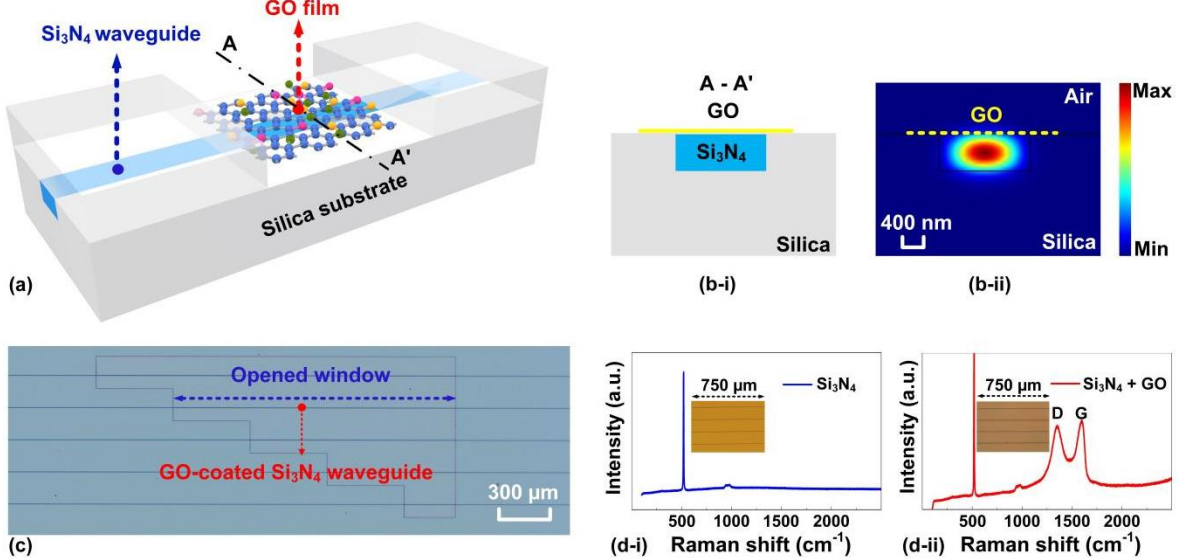 GO film
Si₃N₄ waveguide
A
A'
Silica substrate
(a)
A - A'
GO
Si₃N₄
Silica
(b-i)
Air
GO
400 nm
Silica
Max
Min
(b-ii)
Opened window
GO-coated Si₃N₄ waveguide
300 µm
(c)
Intensity (a.u.)
750 µm
Si₃N₄
500 1000 1500 2000
(d-i) Raman shift (cm⁻¹)
Intensity (a.u.)
750 µm
Si₃N₄ + GO
D G
500 1000 1500 2000
(d-ii) Raman shift (cm⁻¹)